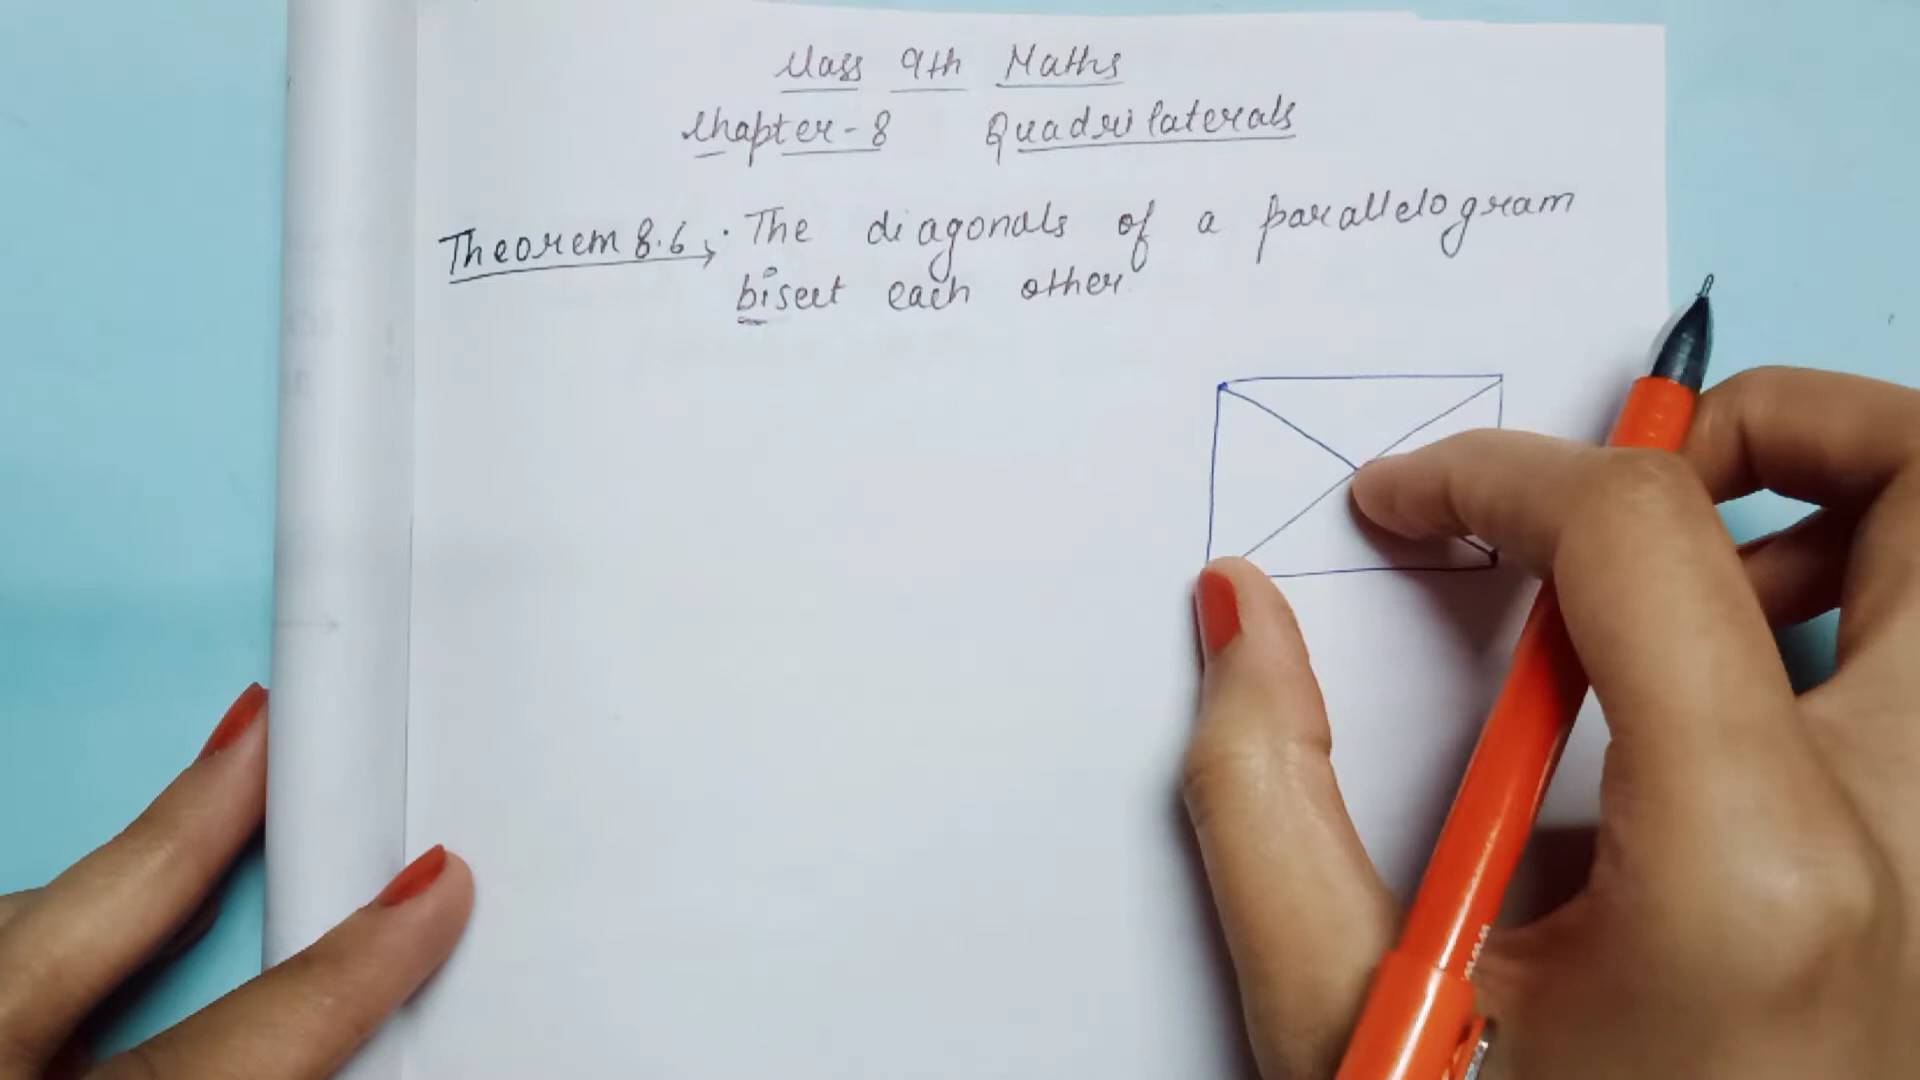 Class 9th Maths
Chapter-8 Quadrilaterals
Theorem 8.6 The diagonals of a parallelogram
bisect each other